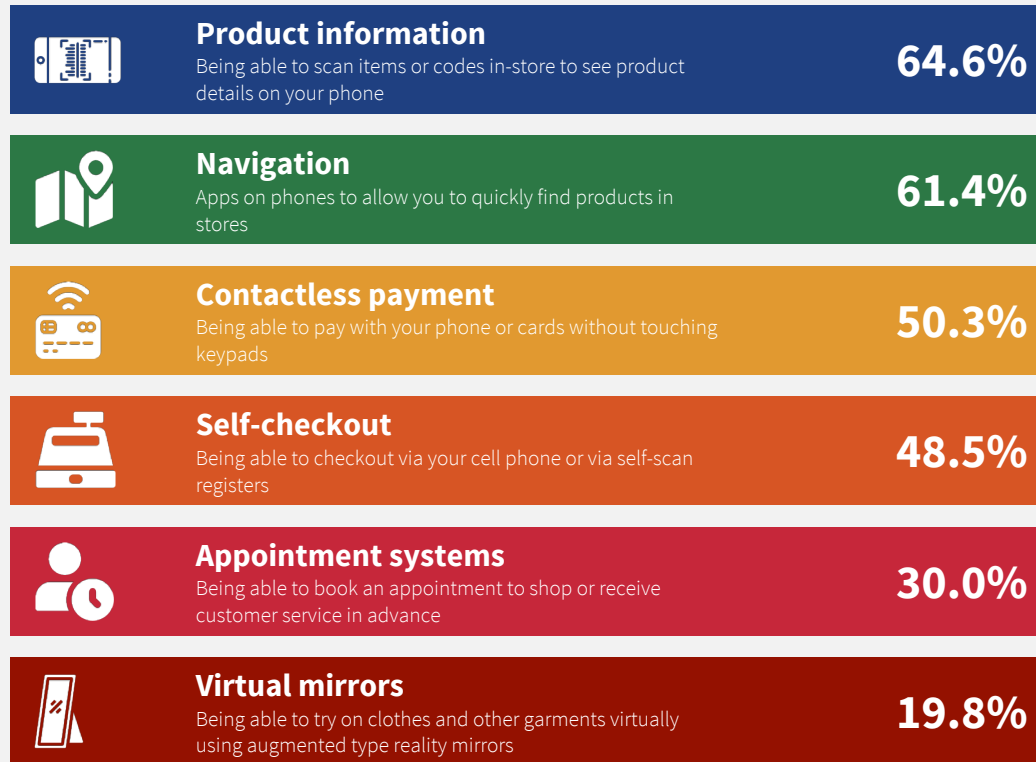 Product information
Being able to scan items or codes in-store to see product
details on your phone
64.6%
Navigation
Apps on phones to allow you to quickly find products in
stores
61.4%
Contactless payment
Being able to pay with your phone or cards without touching
keypads
50.3%
Self-checkout
Being able to checkout via your cell phone or via self-scan
registers
48.5%
Appointment systems
Being able to book an appointment to shop or receive
customer service in advance
30.0%
Virtual mirrors
Being able to try on clothes and other garments virtually
using augmented type reality mirrors
19.8%